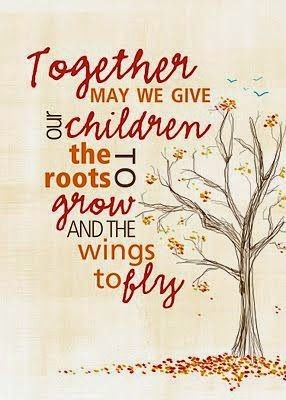 Together
MAY WE GIVE
our children
the
roots TO
grow
AND THE
wings
to fly